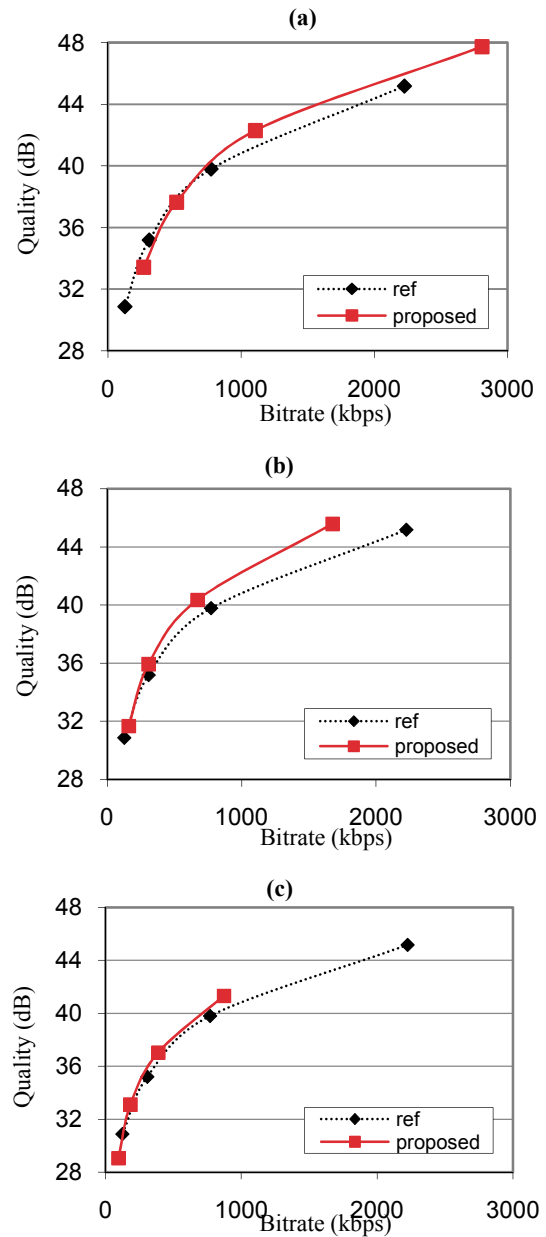 (a)
48
44
40
36
32
28
Quality (dB)
ref
proposed
0 1000 2000 3000
Bitrate (kbps)
(b)
48
44
40
36
32
28
Quality (dB)
ref
proposed
0 1000 2000 3000
Bitrate (kbps)
(c)
48
44
40
36
32
28
Quality (dB)
ref
proposed
0 1000 2000 3000
Bitrate (kbps)